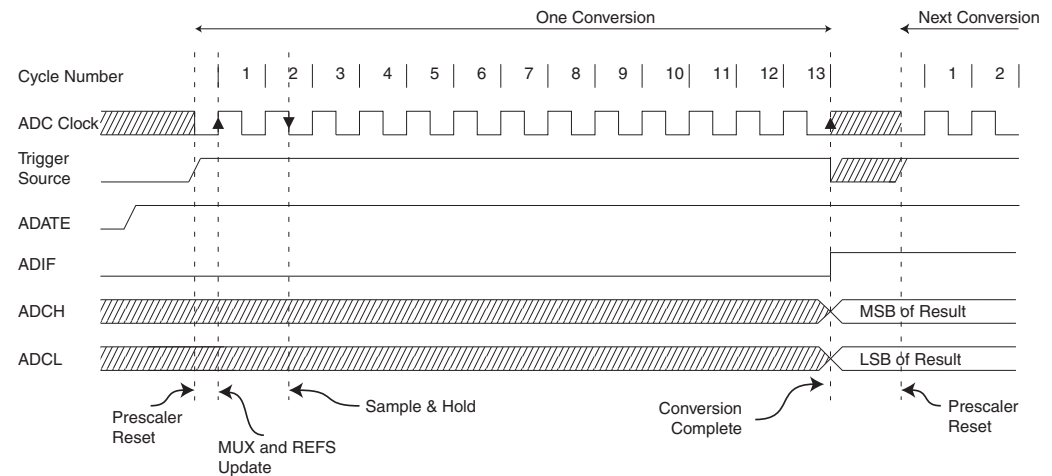 One Conversion
Next Conversion
Cycle Number 1 2 3 4 5 6 7 8 9 10 11 12 13 1 2
ADC Clock
Trigger
Source
ADATE
ADIF
ADCH
MSB of Result
ADCL
LSB of Result
Prescaler
Reset
MUX and REFS
Update
Sample & Hold
Conversion
Complete
Prescaler
Reset